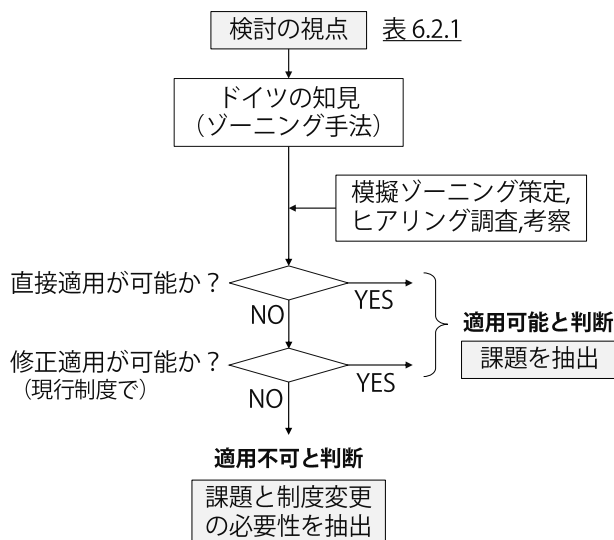 検討の視点 表 6.2.1
ドイツの知見
（ゾーニング手法）
模擬ゾーニング策定,
ヒアリング調査,考察
直接適用が可能か？
YES
NO
適用可能と判断
課題を抽出
修正適用が可能か？
（現行制度で）
YES
NO
適用不可と判断
課題と制度変更
の必要性を抽出